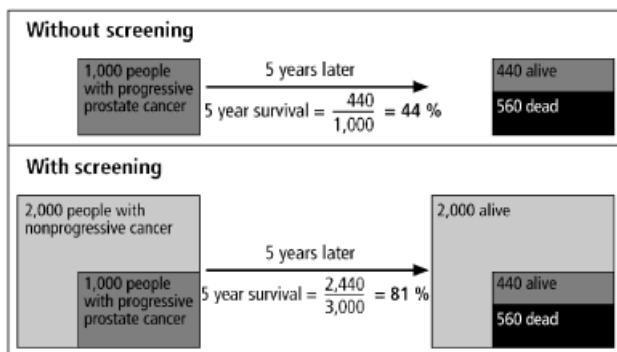 Without screening
1,000 people
with progressive
prostate cancer
5 years later
5 year survival = 440 / 1,000 = 44 %
440 alive
560 dead
With screening
2,000 people with
nonprogressive cancer
1,000 people
with progressive
prostate cancer
5 years later
5 year survival = 2,440 / 3,000 = 81 %
2,000 alive
440 alive
560 dead